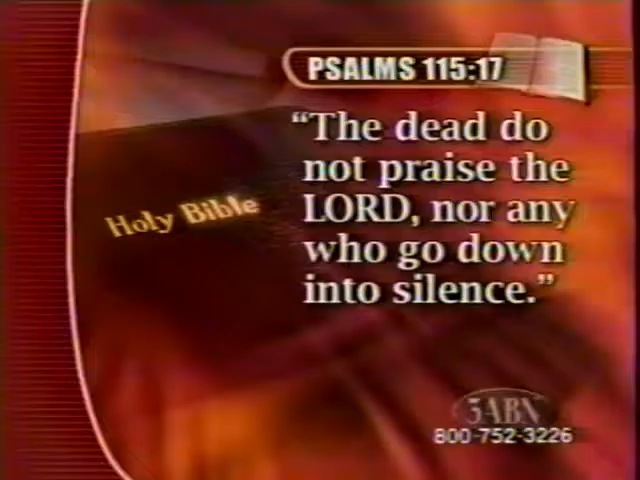 PSALMS 115:17
“The dead do
not praise the
LORD, nor any
who go down
into silence.”
Holy Bible
3ABN
800-752-3226